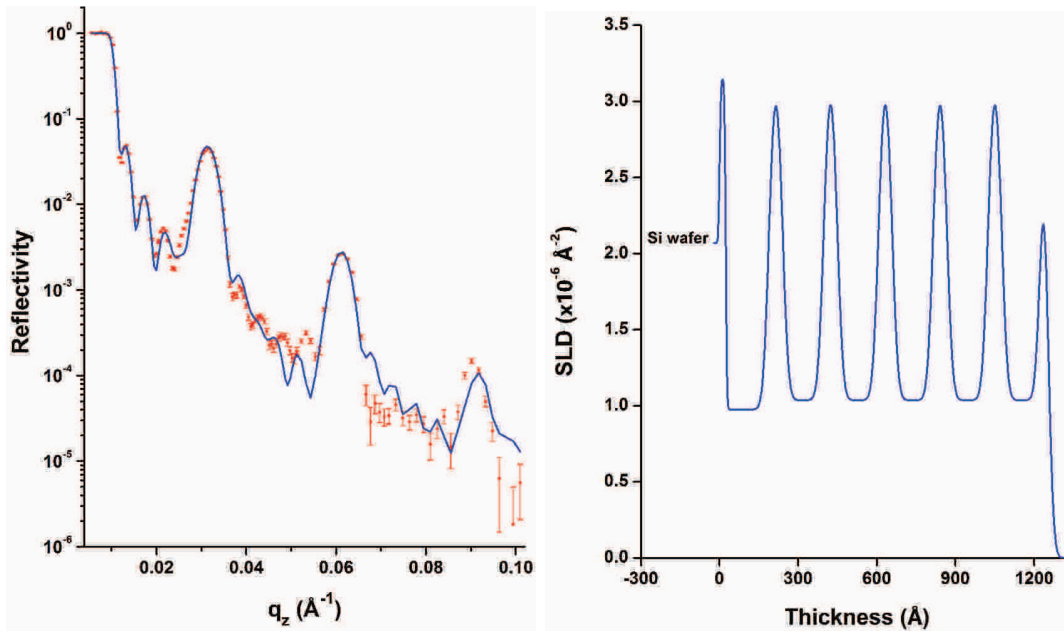 10^0
10^-1
10^-2
10^-3
10^-4
10^-5
10^-6
Reflectivity
0.02 0.04 0.06 0.08 0.10
q_z (Å^-1)
3.5
3.0
2.5
2.0
1.5
1.0
0.5
0.0
SLD (x10^-6 Å^-2)
Si wafer
-300 0 300 600 900 1200
Thickness (Å)